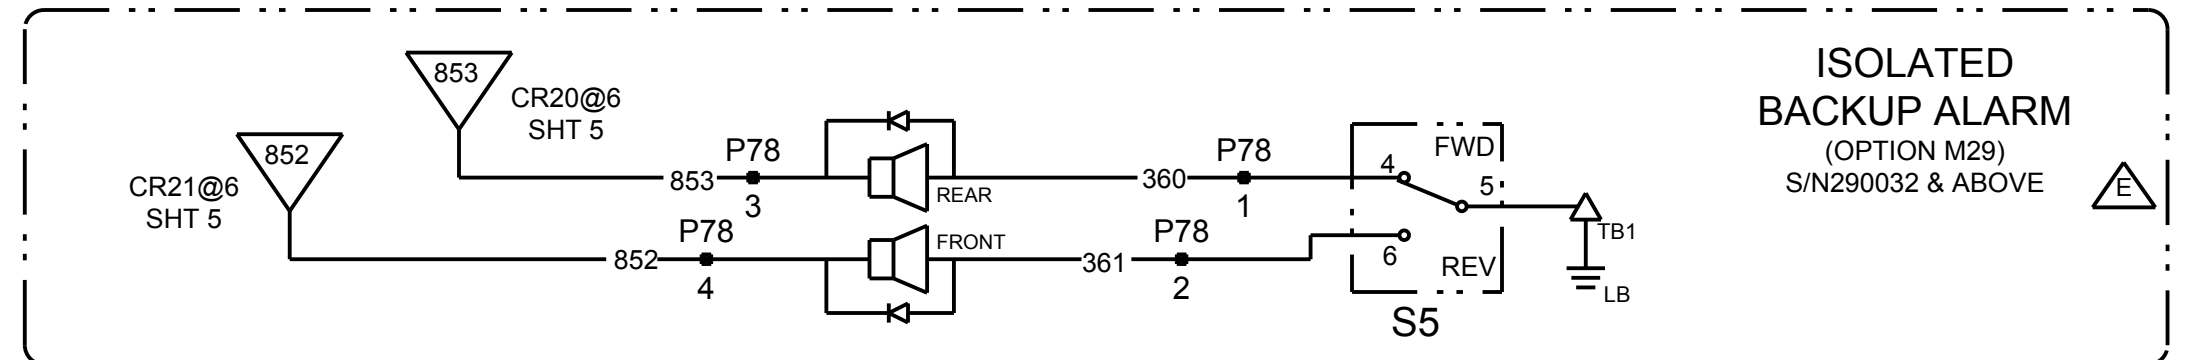 853
CR20@6
SHT 5
852
CR21@6
SHT 5
853
P78
3
REAR
360
P78
1
852
P78
4
FRONT
361
P78
2
FWD
4
5
6
REV
S5
TB1
LB
ISOLATED
BACKUP ALARM
(OPTION M29)
S/N290032 & ABOVE
E